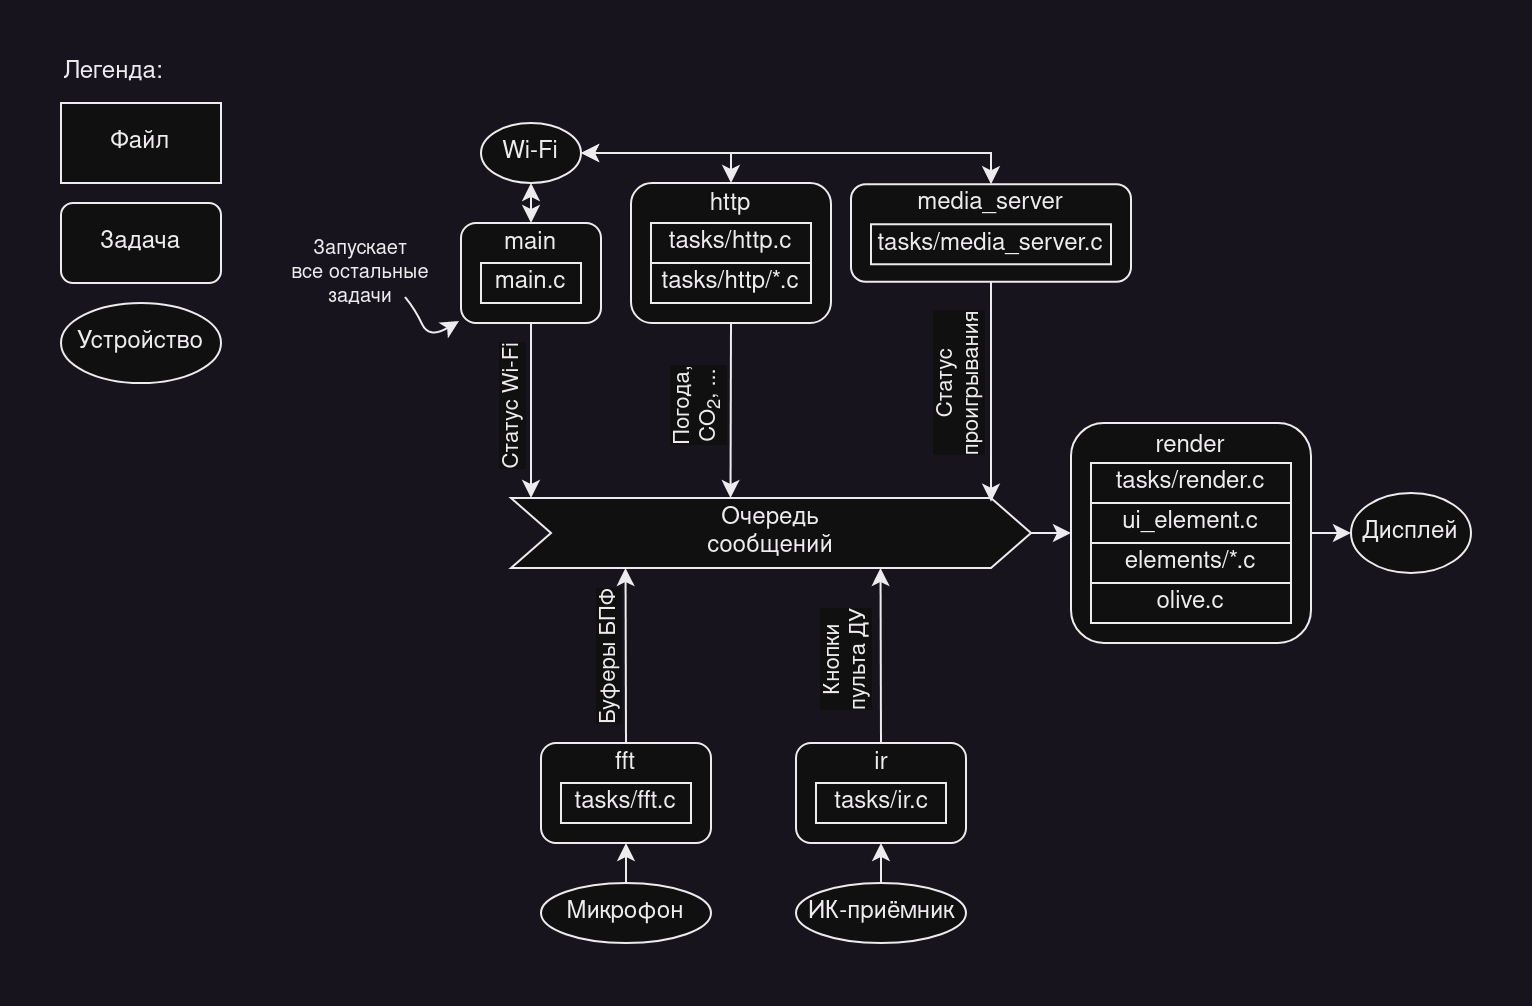 Легенда:
Файл
Задача
Устройство
Запускает
все остальные
задачи
Wi-Fi
main
main.c
http
tasks/http.c
tasks/http/*.c
media_server
tasks/media_server.c
Статус Wi-Fi
Погода,
CO₂, ...
Статус
проигрывания
Очередь
сообщений
render
tasks/render.c
ui_element.c
elements/*.c
olive.c
Дисплей
Буферы БПФ
Кнопки
пульта ДУ
fft
tasks/fft.c
ir
tasks/ir.c
Микрофон
ИК-приёмник